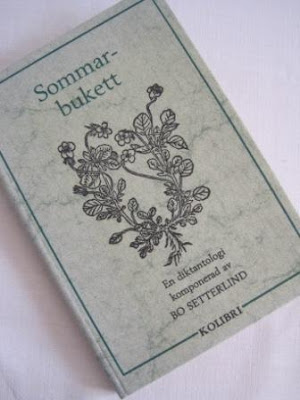 Sommar-
bukett
En diktantologi
komponerad av
BO SETTERLIND
KOLIBRI